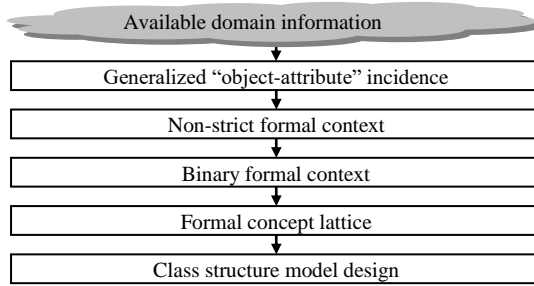 Available domain information
Generalized “object-attribute” incidence
Non-strict formal context
Binary formal context
Formal concept lattice
Class structure model design